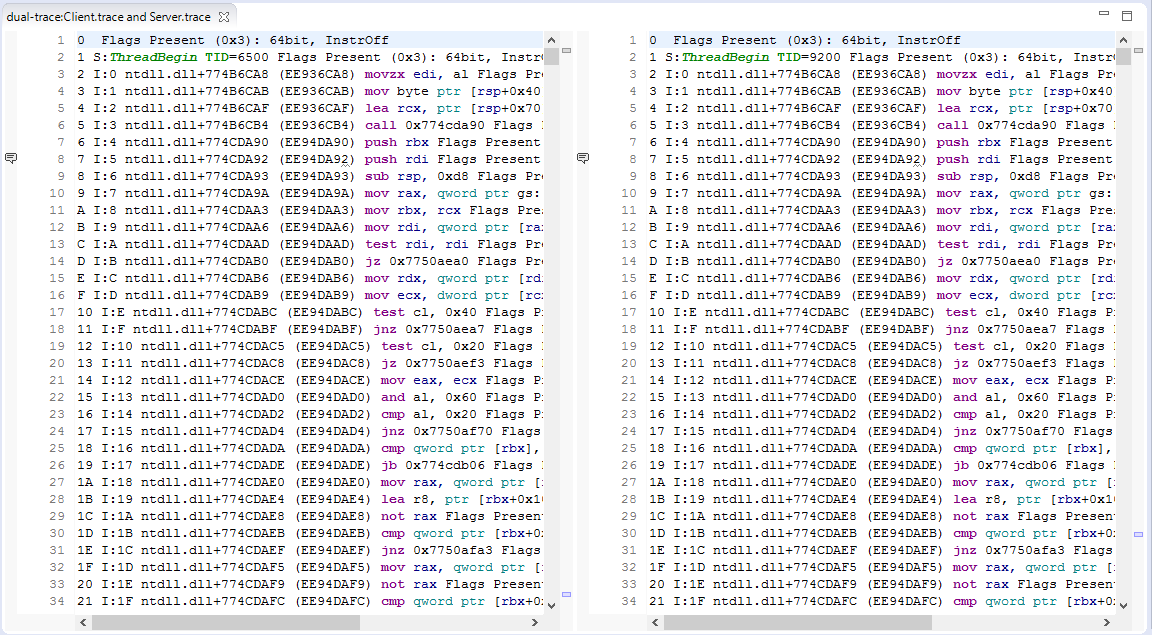 dual-trace:Client.trace and Server.trace
1 0 Flags Present (0x3): 64bit, InstrOff
2 1 S:ThreadBegin TID=6500 Flags Present (0x3): 64bit, Instr
3 2 I:0 ntdll.dll+774B6CA8 (EE936CA8) movzx edi, al Flags Pr
4 3 I:1 ntdll.dll+774B6CAB (EE936CAB) mov byte ptr [rsp+0x40
5 4 I:2 ntdll.dll+774B6CAF (EE936CAF) lea rcx, ptr [rsp+0x70
6 5 I:3 ntdll.dll+774B6CB4 (EE936CB4) call 0x774cda90 Flags
7 6 I:4 ntdll.dll+774CDA90 (EE94DA90) push rbx Flags Present
8 7 I:5 ntdll.dll+774CDA92 (EE94DA92) push rdi Flags Present
9 8 I:6 ntdll.dll+774CDA93 (EE94DA93) sub rsp, 0xd8 Flags P
10 9 I:7 ntdll.dll+774CDA9A (EE94DA9A) mov rax, qword ptr gs:
11 A I:8 ntdll.dll+774CDAA3 (EE94DAA3) mov rbx, rcx Flags Pre
12 B I:9 ntdll.dll+774CDAA6 (EE94DAA6) mov rdi, qword ptr [ra
13 C I:A ntdll.dll+774CDAAD (EE94DAAD) test rdi, rdi Flags Pr
14 D I:B ntdll.dll+774CDAB0 (EE94DAB0) jz 0x7750aea0 Flags Pr
15 E I:C ntdll.dll+774CDAB6 (EE94DAB6) mov rdx, qword ptr [rd
16 F I:D ntdll.dll+774CDAB9 (EE94DAB9) mov ecx, dword ptr [rc
17 10 I:E ntdll.dll+774CDABC (EE94DABC) test cl, 0x40 Flags P
18 11 I:F ntdll.dll+774CDABF (EE94DABF) jnz 0x7750aea7 Flags
19 12 I:10 ntdll.dll+774CDAC5 (EE94DAC5) test cl, 0x20 Flags
20 13 I:11 ntdll.dll+774CDAC8 (EE94DAC8) jz 0x7750aef3 Flags
21 14 I:12 ntdll.dll+774CDACE (EE94DACE) mov eax, ecx Flags P
22 15 I:13 ntdll.dll+774CDAD0 (EE94DAD0) and al, 0x60 Flags P
23 16 I:14 ntdll.dll+774CDAD2 (EE94DAD2) cmp al, 0x20 Flags P
24 17 I:15 ntdll.dll+774CDAD4 (EE94DAD4) jnz 0x7750af70 Flags
25 18 I:16 ntdll.dll+774CDADA (EE94DADA) cmp qword ptr [rbx],
26 19 I:17 ntdll.dll+774CDADE (EE94DADE) jb 0x774cdb06 Flags
27 1A I:18 ntdll.dll+774CDAE0 (EE94DAE0) mov rax, qword ptr [
28 1B I:19 ntdll.dll+774CDAE4 (EE94DAE4) lea r8, ptr [rbx+0x1
29 1C I:1A ntdll.dll+774CDAE8 (EE94DAE8) not rax Flags Presen
30 1D I:1B ntdll.dll+774CDAEB (EE94DAEB) cmp qword ptr [rbx+0
31 1E I:1C ntdll.dll+774CDAEF (EE94DAEF) jnz 0x7750afa3 Flags
32 1F I:1D ntdll.dll+774CDAF5 (EE94DAF5) mov rax, qword ptr [
33 20 I:1E ntdll.dll+774CDAF9 (EE94DAF9) not rax Flags Presen
34 21 I:1F ntdll.dll+774CDAFC (EE94DAFC) cmp qword ptr [rbx+0
1 0 Flags Present (0x3): 64bit, InstrOff
2 1 S:ThreadBegin TID=9200 Flags Present (0x3): 64bit, Instr
3 2 I:0 ntdll.dll+774B6CA8 (EE936CA8) movzx edi, al Flags Pr
4 3 I:1 ntdll.dll+774B6CAB (EE936CAB) mov byte ptr [rsp+0x40
5 4 I:2 ntdll.dll+774B6CAF (EE936CAF) lea rcx, ptr [rsp+0x70
6 5 I:3 ntdll.dll+774B6CB4 (EE936CB4) call 0x774cda90 Flags
7 6 I:4 ntdll.dll+774CDA90 (EE94DA90) push rbx Flags Present
8 7 I:5 ntdll.dll+774CDA92 (EE94DA92) push rdi Flags Present
9 8 I:6 ntdll.dll+774CDA93 (EE94DA93) sub rsp, 0xd8 Flags P
10 9 I:7 ntdll.dll+774CDA9A (EE94DA9A) mov rax, qword ptr gs:
11 A I:8 ntdll.dll+774CDAA3 (EE94DAA3) mov rbx, rcx Flags Pre
12 B I:9 ntdll.dll+774CDAA6 (EE94DAA6) mov rdi, qword ptr [ra
13 C I:A ntdll.dll+774CDAAD (EE94DAAD) test rdi, rdi Flags Pr
14 D I:B ntdll.dll+774CDAB0 (EE94DAB0) jz 0x7750aea0 Flags Pr
15 E I:C ntdll.dll+774CDAB6 (EE94DAB6) mov rdx, qword ptr [rd
16 F I:D ntdll.dll+774CDAB9 (EE94DAB9) mov ecx, dword ptr [rc
17 10 I:E ntdll.dll+774CDABC (EE94DABC) test cl, 0x40 Flags P
18 11 I:F ntdll.dll+774CDABF (EE94DABF) jnz 0x7750aea7 Flags
19 12 I:10 ntdll.dll+774CDAC5 (EE94DAC5) test cl, 0x20 Flags
20 13 I:11 ntdll.dll+774CDAC8 (EE94DAC8) jz 0x7750aef3 Flags
21 14 I:12 ntdll.dll+774CDACE (EE94DACE) mov eax, ecx Flags P
22 15 I:13 ntdll.dll+774CDAD0 (EE94DAD0) and al, 0x60 Flags P
23 16 I:14 ntdll.dll+774CDAD2 (EE94DAD2) cmp al, 0x20 Flags P
24 17 I:15 ntdll.dll+774CDAD4 (EE94DAD4) jnz 0x7750af70 Flags
25 18 I:16 ntdll.dll+774CDADA (EE94DADA) cmp qword ptr [rbx],
26 19 I:17 ntdll.dll+774CDADE (EE94DADE) jb 0x774cdb06 Flags
27 1A I:18 ntdll.dll+774CDAE0 (EE94DAE0) mov rax, qword ptr [
28 1B I:19 ntdll.dll+774CDAE4 (EE94DAE4) lea r8, ptr [rbx+0x1
29 1C I:1A ntdll.dll+774CDAE8 (EE94DAE8) not rax Flags Presen
30 1D I:1B ntdll.dll+774CDAEB (EE94DAEB) cmp qword ptr [rbx+0
31 1E I:1C ntdll.dll+774CDAEF (EE94DAEF) jnz 0x7750afa3 Flags
32 1F I:1D ntdll.dll+774CDAF5 (EE94DAF5) mov rax, qword ptr [
33 20 I:1E ntdll.dll+774CDAF9 (EE94DAF9) not rax Flags Presen
34 21 I:1F ntdll.dll+774CDAFC (EE94DAFC) cmp qword ptr [rbx+0